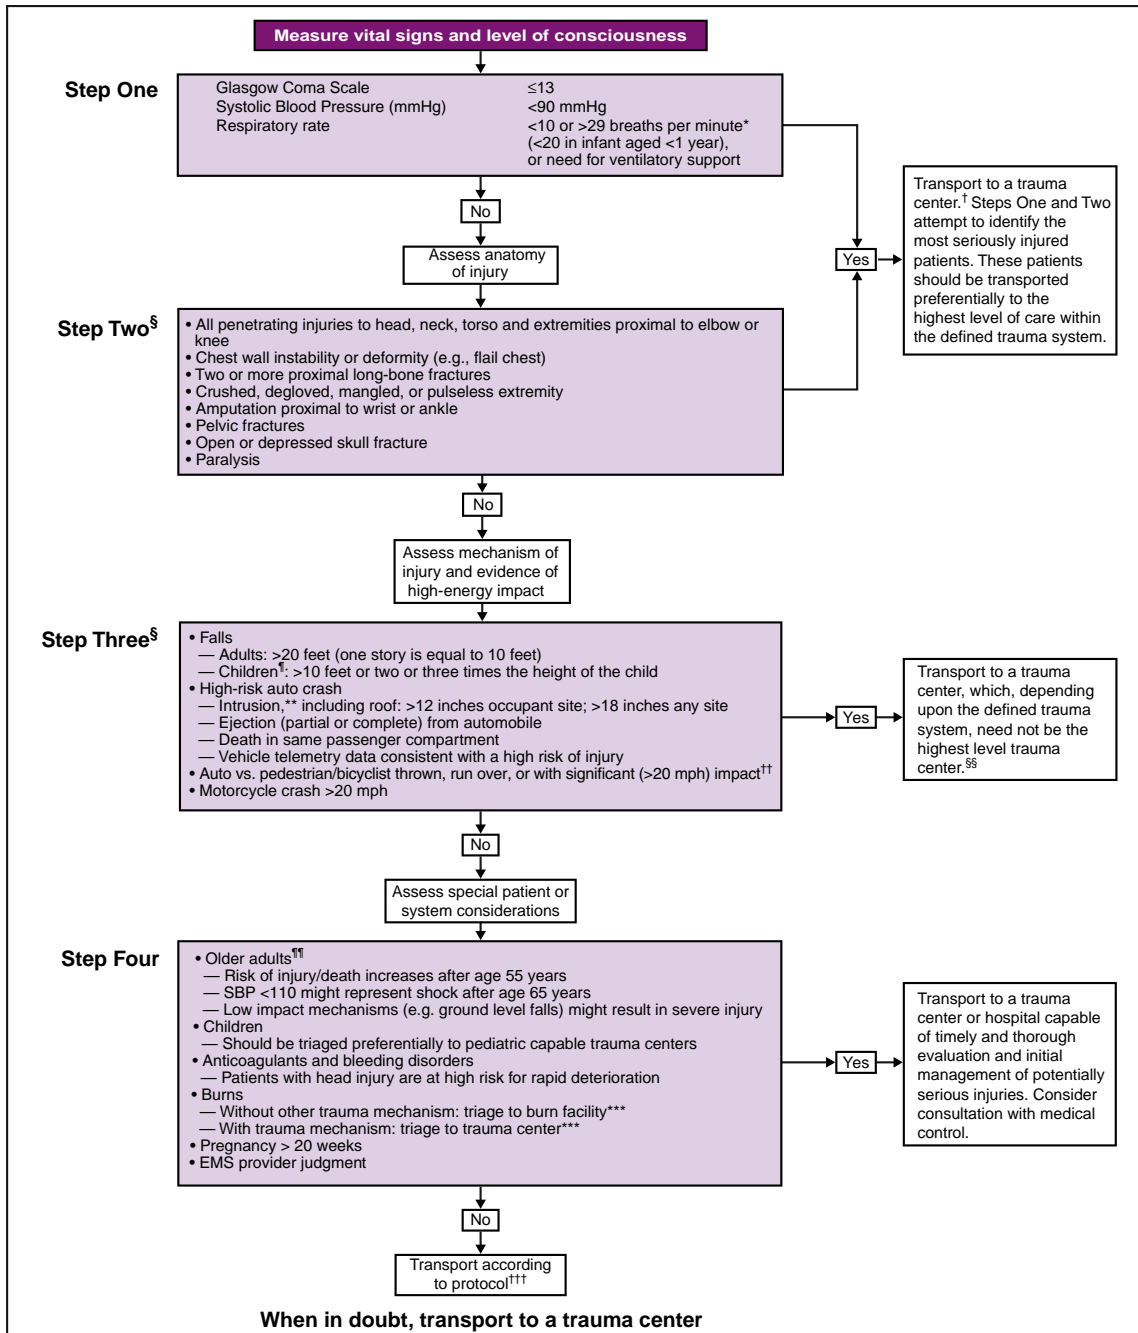 Measure vital signs and level of consciousness
Step One
Glasgow Coma Scale ≤13
Systolic Blood Pressure (mmHg) <90 mmHg
Respiratory rate <10 or >29 breaths per minute*
(<20 in infant aged <1 year),
or need for ventilatory support
No
Assess anatomy
of injury
Yes
Transport to a trauma
center.† Steps One and Two
attempt to identify the
most seriously injured
patients. These patients
should be transported
preferentially to the
highest level of care within
the defined trauma system.
Step Two§
• All penetrating injuries to head, neck, torso and extremities proximal to elbow or
knee
• Chest wall instability or deformity (e.g., flail chest)
• Two or more proximal long-bone fractures
• Crushed, degloved, mangled, or pulseless extremity
• Amputation proximal to wrist or ankle
• Pelvic fractures
• Open or depressed skull fracture
• Paralysis
No
Assess mechanism of
injury and evidence of
high-energy impact
Step Three§
• Falls
— Adults: >20 feet (one story is equal to 10 feet)
— Children¶: >10 feet or two or three times the height of the child
• High-risk auto crash
— Intrusion,** including roof: >12 inches occupant site; >18 inches any site
— Ejection (partial or complete) from automobile
— Death in same passenger compartment
— Vehicle telemetry data consistent with a high risk of injury
• Auto vs. pedestrian/bicyclist thrown, run over, or with significant (>20 mph) impact††
• Motorcycle crash >20 mph
Yes
Transport to a trauma
center, which, depending
upon the defined trauma
system, need not be the
highest level trauma
center.§§
No
Assess special patient or
system considerations
Step Four
• Older adults¶¶
— Risk of injury/death increases after age 55 years
— SBP <110 might represent shock after age 65 years
— Low impact mechanisms (e.g. ground level falls) might result in severe injury
• Children
— Should be triaged preferentially to pediatric capable trauma centers
• Anticoagulants and bleeding disorders
— Patients with head injury are at high risk for rapid deterioration
• Burns
— Without other trauma mechanism: triage to burn facility***
— With trauma mechanism: triage to trauma center***
• Pregnancy > 20 weeks
• EMS provider judgment
Yes
Transport to a trauma
center or hospital capable
of timely and thorough
evaluation and initial
management of potentially
serious injuries. Consider
consultation with medical
control.
No
Transport according
to protocol†††
When in doubt, transport to a trauma center